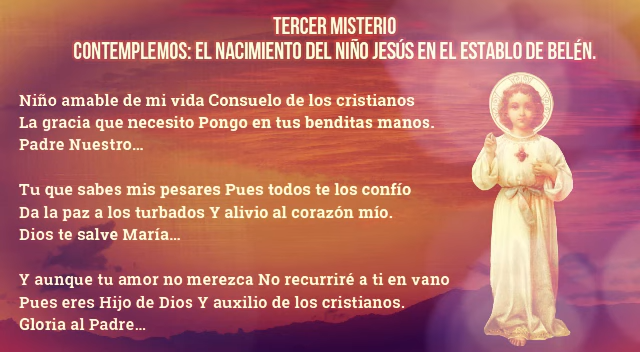 TERCER MISTERIO
CONTEMPLEMOS: EL NACIMIENTO DEL NIÑO JESÚS EN EL ESTABLO DE BELÉN.
Niño amable de mi vida Consuelo de los cristianos
La gracia que necesito Pongo en tus benditas manos.
Padre Nuestro...
Tu que sabes mis pesares Pues todos te los confío
Da la paz a los turbados Y alivio al corazón mío.
Dios te salve María...
Y aunque tu amor no merezca No recurriré a ti en vano
Pues eres Hijo de Dios Y auxilio de los cristianos.
Gloria al Padre...